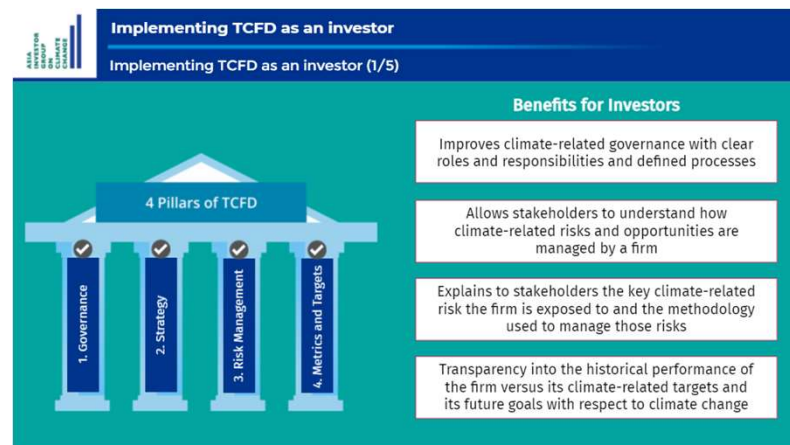 ASIA
INVESTOR
GROUP
ON
CLIMATE
CHANGE
Implementing TCFD as an investor
Implementing TCFD as an investor (1/5)
4 Pillars of TCFD
1. Governance
2. Strategy
3. Risk Management
4. Metrics and Targets
Benefits for Investors
Improves climate-related governance with clear
roles and responsibilities and defined processes
Allows stakeholders to understand how
climate-related risks and opportunities are
managed by a firm
Explains to stakeholders the key climate-related
risk the firm is exposed to and the methodology
used to manage those risks
Transparency into the historical performance of
the firm versus its climate-related targets and
its future goals with respect to climate change